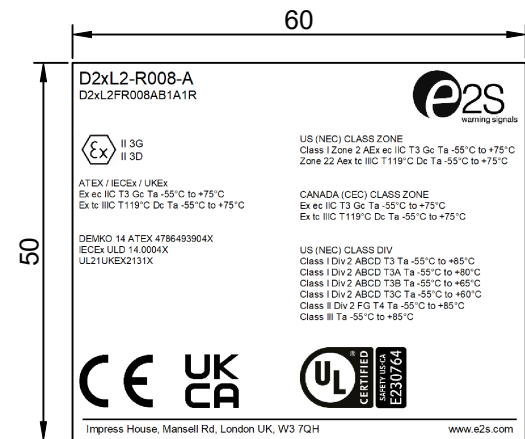 60
50
D2xL2-R008-A
D2xL2FR008AB1A1R
e2S
warning signals
Ex
II 3G
II 3D
ATEX / IECEx / UKEx
Ex ec IIC T3 Gc Ta -55°C to +75°C
Ex tc IIIC T119°C Dc Ta -55°C to +75°C
DEMKO 14 ATEX 4786493904X
IECEx ULD 14.0004X
UL21UKEX2131X
US (NEC) CLASS ZONE
Class I Zone 2 AEx ec IIC T3 Gc Ta -55°C to +75°C
Zone 22 Aex tc IIIC T119°C Dc Ta -55°C to +75°C
CANADA (CEC) CLASS ZONE
Ex ec IIC T3 Gc Ta -55°C to +75°C
Ex tc IIIC T119°C Dc Ta -55°C to +75°C
US (NEC) CLASS DIV
Class I Div 2 ABCD T3 Ta -55°C to +85°C
Class I Div 2 ABCD T3A Ta -55°C to +80°C
Class I Div 2 ABCD T3B Ta -55°C to +65°C
Class I Div 2 ABCD T3C Ta -55°C to +60°C
Class II Div 2 FG T4 Ta -55°C to +85°C
Class III Ta -55°C to +85°C
CE
UK
CA
UL
®
CERTIFIED
SAFETY US-CA
E230764
Impress House, Mansell Rd, London UK, W3 7QH
www.e2s.com